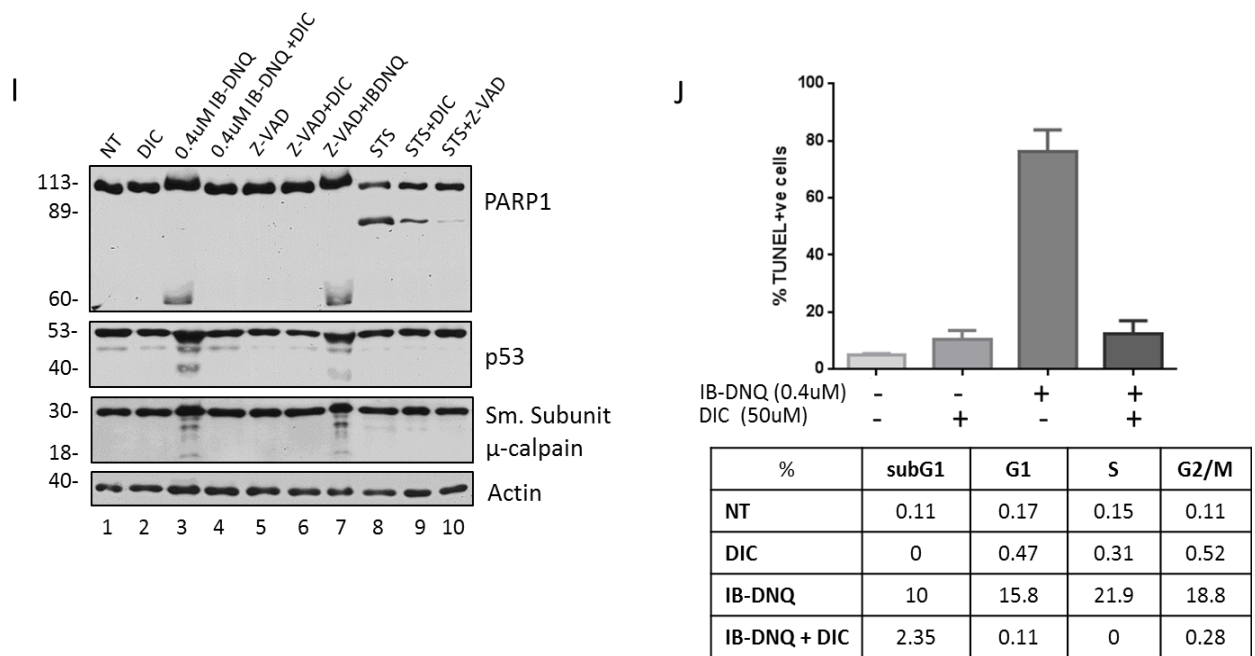 I
NT
DIC
0.4uM IB-DNQ
0.4uM IB-DNQ +DIC
Z-VAD
Z-VAD+DIC
Z-VAD+IBDNQ
STS
STS+DIC
STS+Z-VAD
113-
89-
60-
PARP1
53-
40-
p53
30-
18-
Sm. Subunit
µ-calpain
40-
Actin
1 2 3 4 5 6 7 8 9 10
J
% TUNEL+ve cells
100
80
60
40
20
0
IB-DNQ (0.4uM) - - + +
DIC (50uM) - + - +
% subG1 G1 S G2/M
NT 0.11 0.17 0.15 0.11
DIC 0 0.47 0.31 0.52
IB-DNQ 10 15.8 21.9 18.8
IB-DNQ + DIC 2.35 0.11 0 0.28